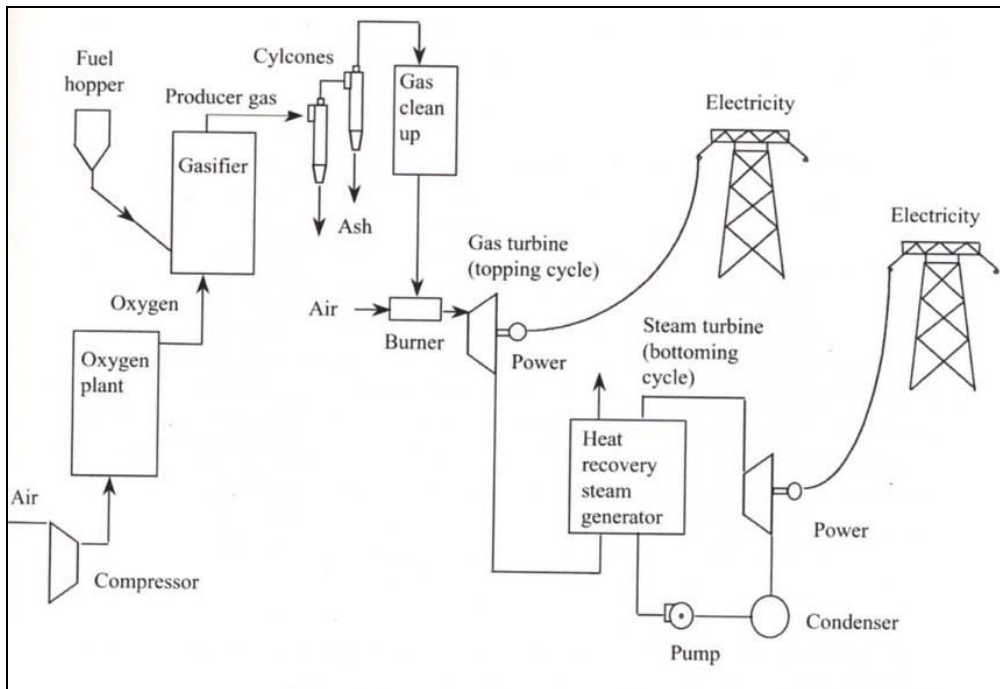 Fuel
hopper
Cylcones
Producer gas
Gas
clean
up
Gasifier
Electricity
Ash
Electricity
Gas turbine
(topping cycle)
Oxygen
Air
Burner
Power
Steam turbine
(bottoming
cycle)
Oxygen
plant
Heat
recovery
steam
generator
Air
Power
Compressor
Condenser
Pump